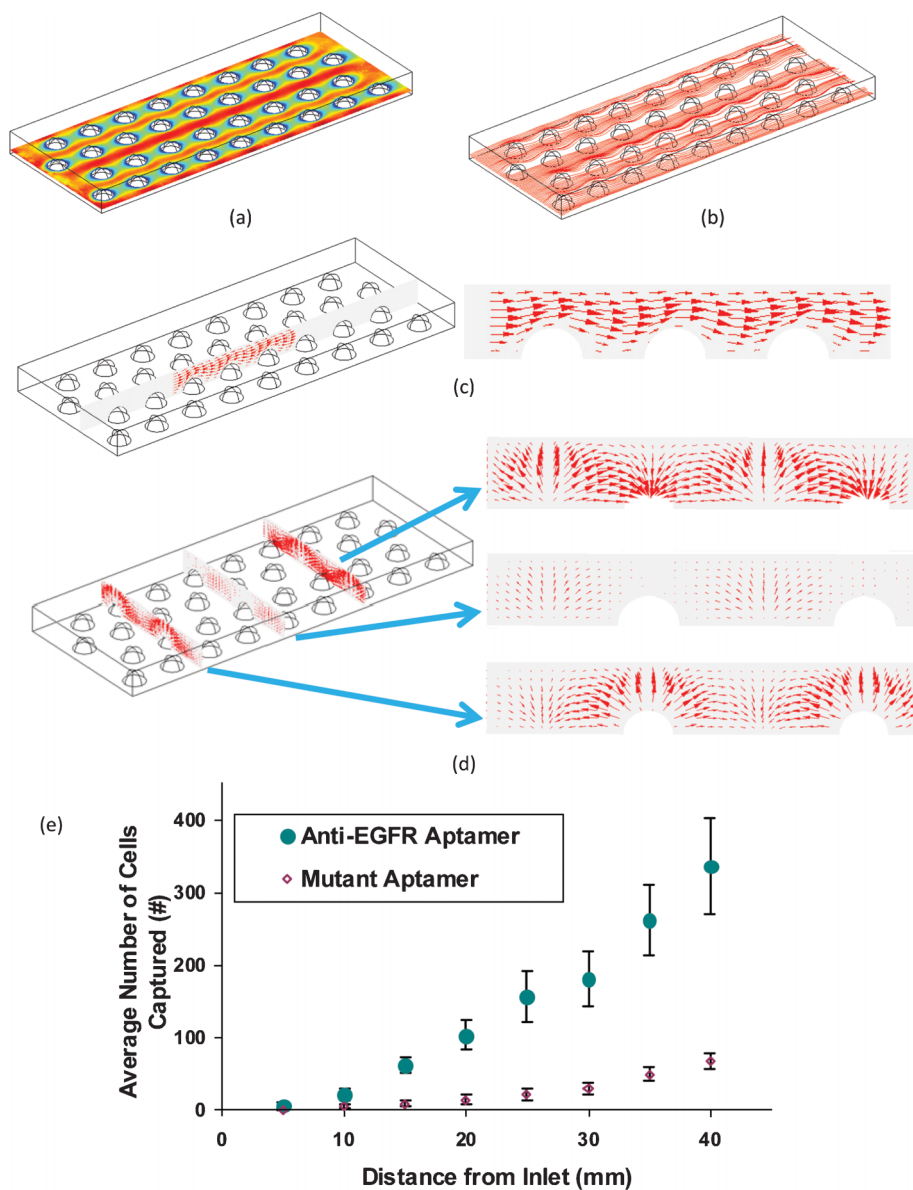 (a)
(b)
(c)
(d)
(e)
Average Number of Cells
Captured (#)
400
300
200
100
0
Anti-EGFR Aptamer
Mutant Aptamer
0
10
20
30
40
Distance from Inlet (mm)